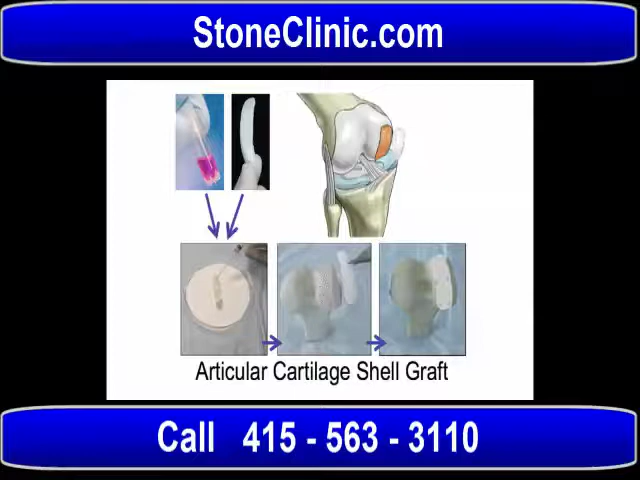 StoneClinic.com
Articular Cartilage Shell Graft
Call 415 - 563 - 3110